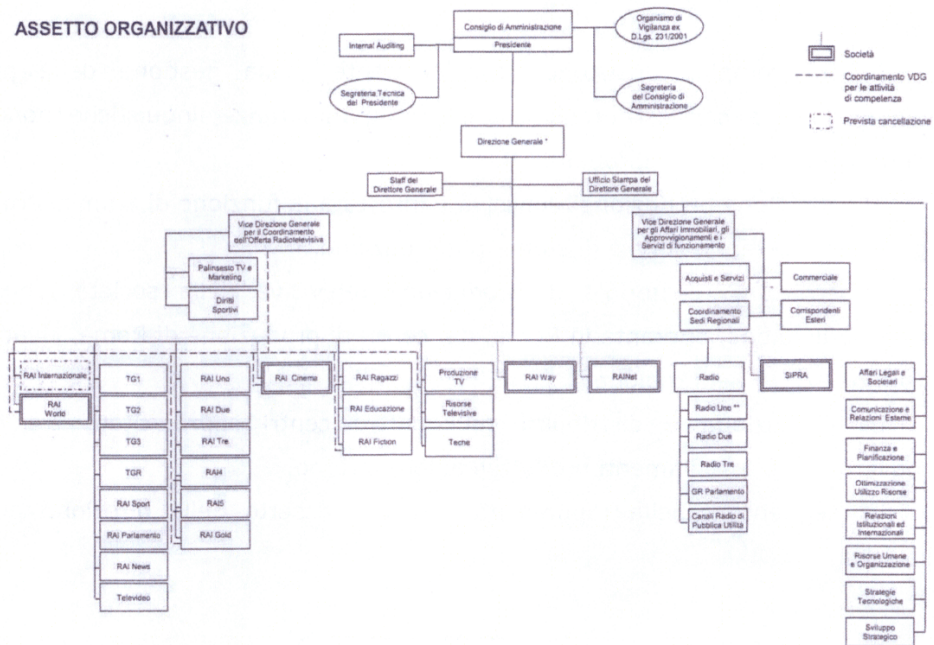 ASSETTO ORGANIZZATIVO
Consiglio di Amministrazione
Presidente
Organismo di
Vigilanza ex
D.Lgs. 231/2001
Internal Auditing
Segreteria Tecnica
del Presidente
Segreteria
del Consiglio di
Amministrazione
Società
Coordinamento VDG
per le attività
di competenza
Prevista cancellazione
Direzione Generale *
Staff del
Direttore Generale
Ufficio Stampa del
Direttore Generale
Vice Direzione Generale
per il Coordinamento
dell'Offerta Radiotelevisiva
Palinsesto TV e
Marketing
Diritti
Sportivi
Vice Direzione Generale
per gli Affari Immobiliari, gli
Approvvigionamenti e i
Servizi di funzionamento
Acquisti e Servizi
Commerciale
Coordinamento
Sedi Regionali
Corrispondenti
Esteri
RAI Internazionale
RAI
World
TG1
TG2
TG3
TGR
RAI Sport
RAI Parlamento
RAI News
Televideo
RAI Uno
RAI Due
RAI Tre
RAI4
RAI5
RAI Gold
RAI Cinema
RAI Ragazzi
RAI Educazione
RAI Fiction
Produzione
TV
Risorse
Televisive
Teche
RAI Way
RAINet
Radio
Radio Uno **
Radio Due
Radio Tre
GR Parlamento
Canali Radio di
Pubblica Utilità
SIPRA
Affari Legali e
Societari
Comunicazione e
Relazioni Esterne
Finanza e
Pianificazione
Ottimizzazione
Utilizzo Risorse
Relazioni
Istituzionali ed
Internazionali
Risorse Umane
e Organizzazione
Strategie
Tecnologiche
Sviluppo
Strategico